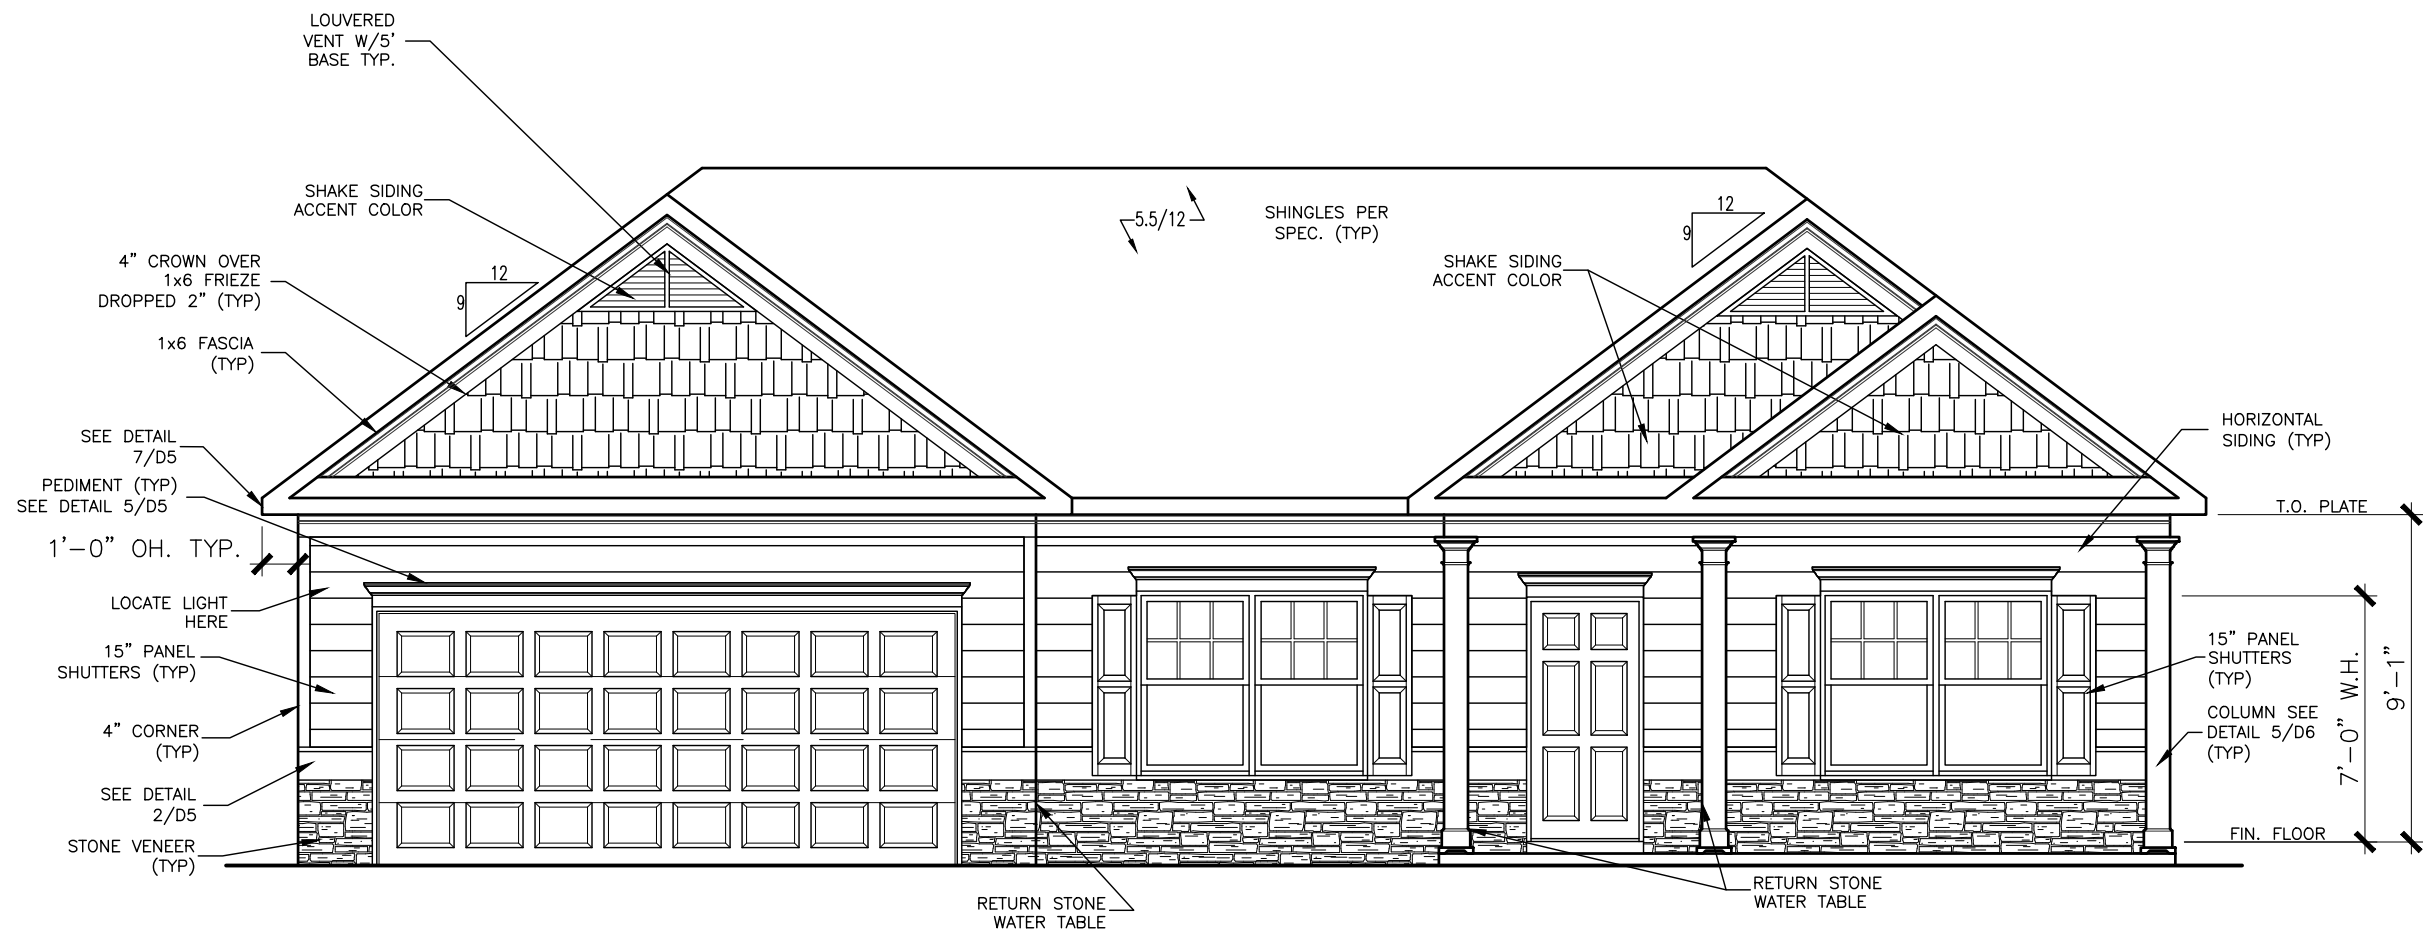 LOUVERED
VENT W/5'
BASE TYP.
SHAKE SIDING
ACCENT COLOR
4" CROWN OVER
1x6 FRIEZE
DROPPED 2" (TYP)
12
9
1x6 FASCIA
(TYP)
SEE DETAIL
7/D5
PEDIMENT (TYP)
SEE DETAIL 5/D5
1'-0" OH. TYP.
LOCATE LIGHT
HERE
15" PANEL
SHUTTERS (TYP)
4" CORNER
(TYP)
SEE DETAIL
2/D5
STONE VENEER
(TYP)
5.5/12
SHINGLES PER
SPEC. (TYP)
12
9
SHAKE SIDING
ACCENT COLOR
HORIZONTAL
SIDING (TYP)
T.O. PLATE
15" PANEL
SHUTTERS
(TYP)
COLUMN SEE
DETAIL 5/D6
(TYP)
7'-0" W.H.
9'-1"
FIN. FLOOR
RETURN STONE
WATER TABLE
RETURN STONE
WATER TABLE